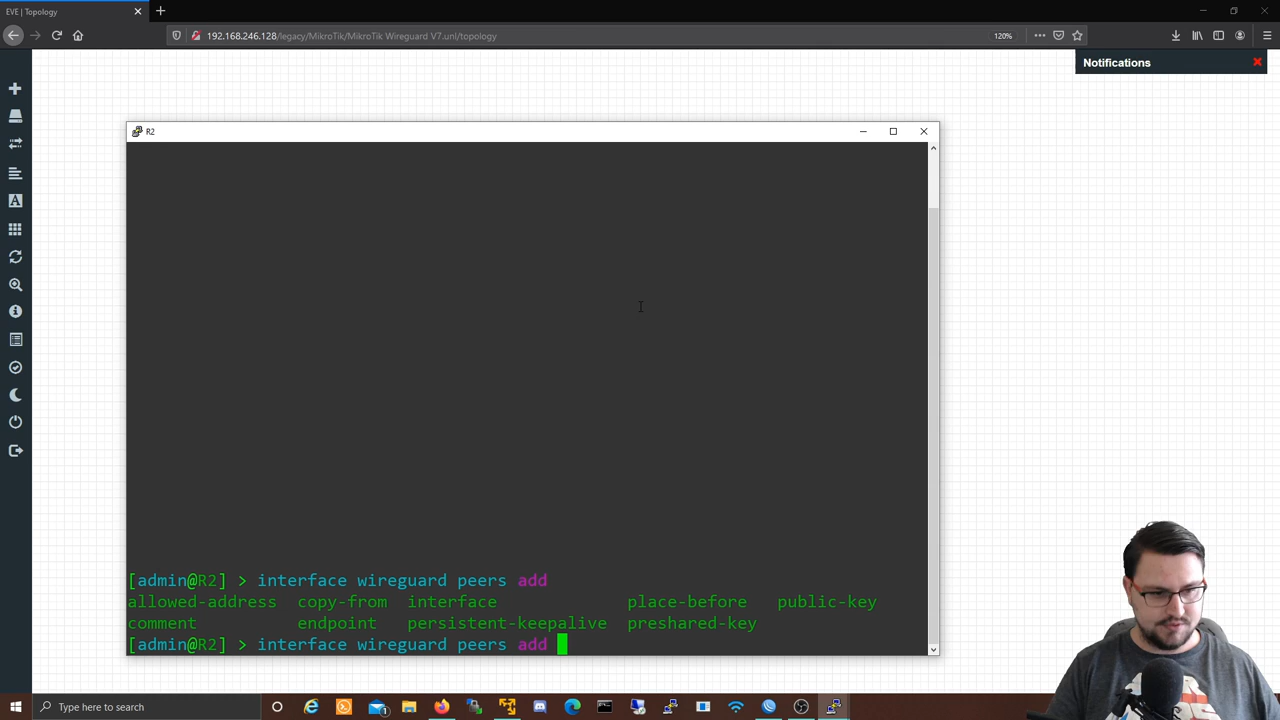 EVE | Topology
192.168.246.128/legacy/MikroTik/MikroTik Wireguard V7.unl/topology
120%
Notifications
R2
[admin@R2] > interface wireguard peers add
allowed-address copy-from interface place-before public-key
comment endpoint persistent-keepalive preshared-key
[admin@R2] > interface wireguard peers add
Type here to search